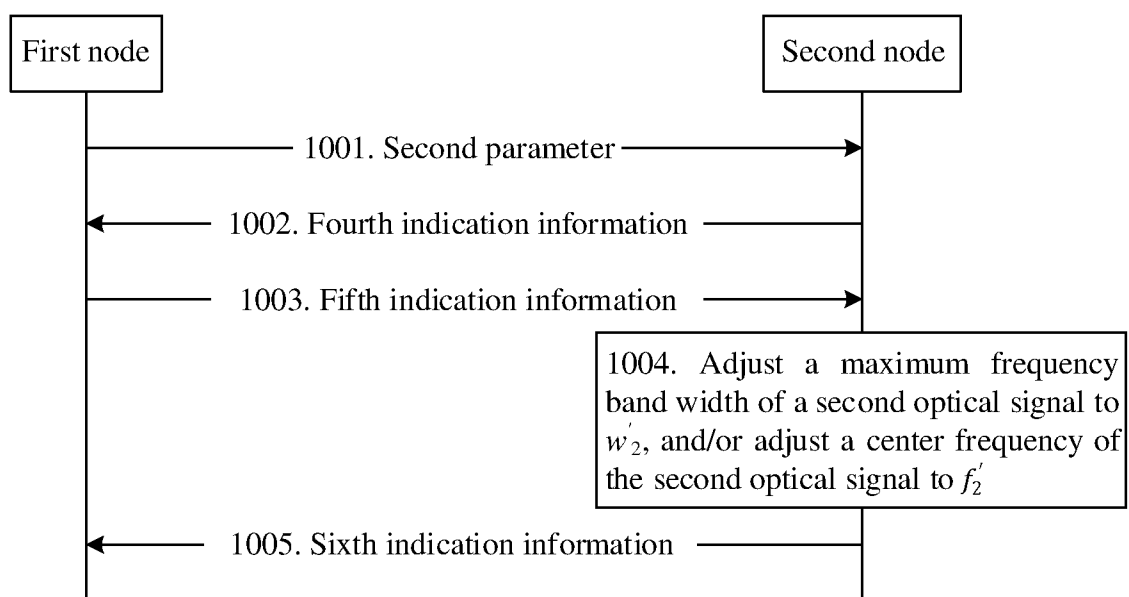 First node
Second node
1001. Second parameter
1002. Fourth indication information
1003. Fifth indication information
1004. Adjust a maximum frequency
band width of a second optical signal to
w'₂, and/or adjust a center frequency of
the second optical signal to f₂'
1005. Sixth indication information